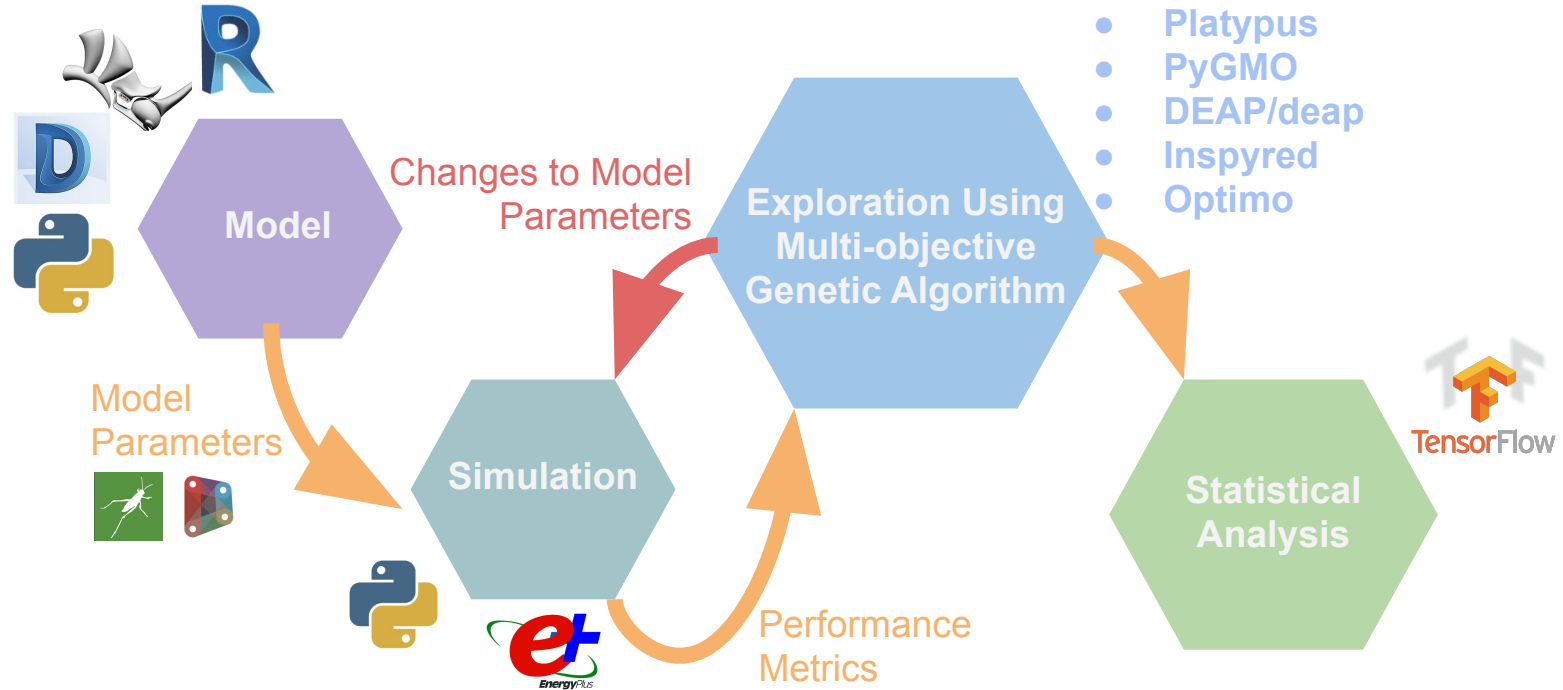 R
D
Model
Changes to Model
Parameters
Exploration Using
Multi-objective
Genetic Algorithm
● Platypus
● PyGMO
● DEAP/deap
● Inspyred
● Optimo
Model
Parameters
Simulation
e+
EnergyPlus
Performance
Metrics
TF
TensorFlow
Statistical
Analysis